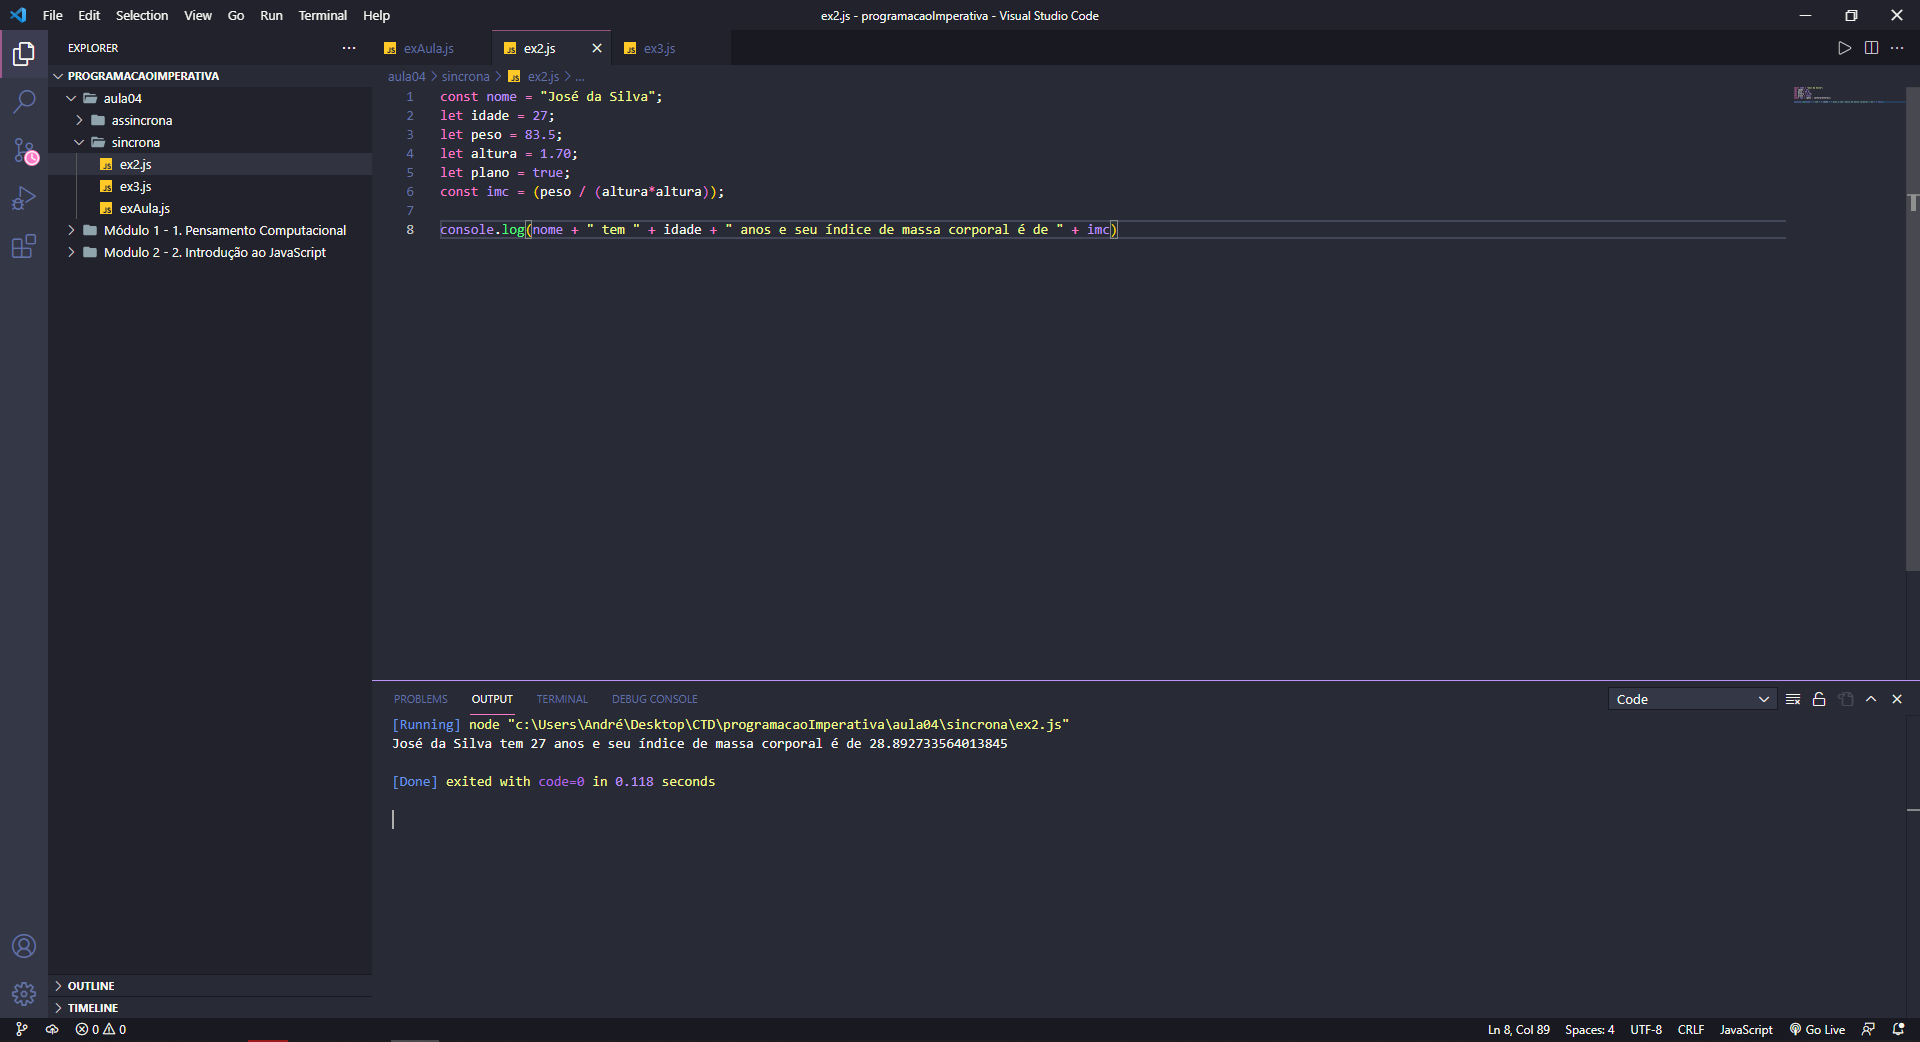 File Edit Selection View Go Run Terminal Help
ex2.js - programacaoImperativa - Visual Studio Code
EXPLORER
PROGRAMACAOIMPERATIVA
aula04
assincrona
sincrona
ex2.js
ex3.js
exAula.js
Módulo 1 - 1. Pensamento Computacional
Modulo 2 - 2. Introdução ao JavaScript
OUTLINE
TIMELINE
exAula.js ex2.js ex3.js
aula04 > sincrona > ex2.js > ...
1 const nome = "José da Silva";
2 let idade = 27;
3 let peso = 83.5;
4 let altura = 1.70;
5 let plano = true;
6 const imc = (peso / (altura*altura));
7
8 console.log(nome + " tem " + idade + " anos e seu índice de massa corporal é de " + imc)
PROBLEMS OUTPUT TERMINAL DEBUG CONSOLE
Code
[Running] node "c:\Users\André\Desktop\CTD\programacaoImperativa\aula04\sincrona\ex2.js"
José da Silva tem 27 anos e seu índice de massa corporal é de 28.892733564013845
[Done] exited with code=0 in 0.118 seconds
0 0
Ln 8, Col 89 Spaces: 4 UTF-8 CRLF JavaScript Go Live